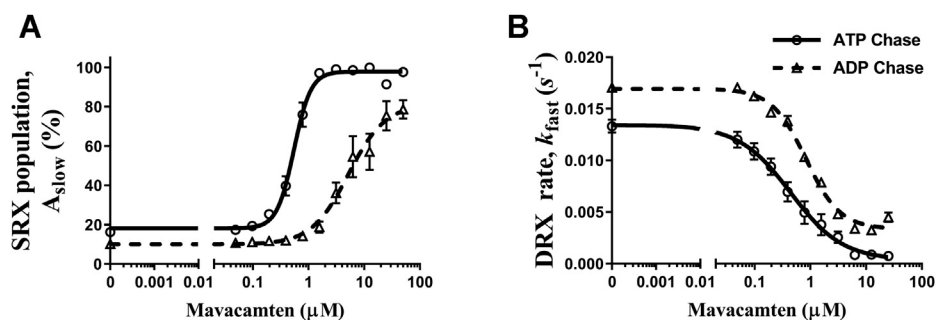 A
SRX population,
A_slow (%)
100
80
60
40
20
0
0 0.001 0.01 0.1 1 10 100
Mavacamten (μM)
B
ATP Chase
ADP Chase
DRX rate, k_fast (s⁻¹)
0.020
0.015
0.010
0.005
0.000
0 0.001 0.01 0.1 1 10 100
Mavacamten (μM)